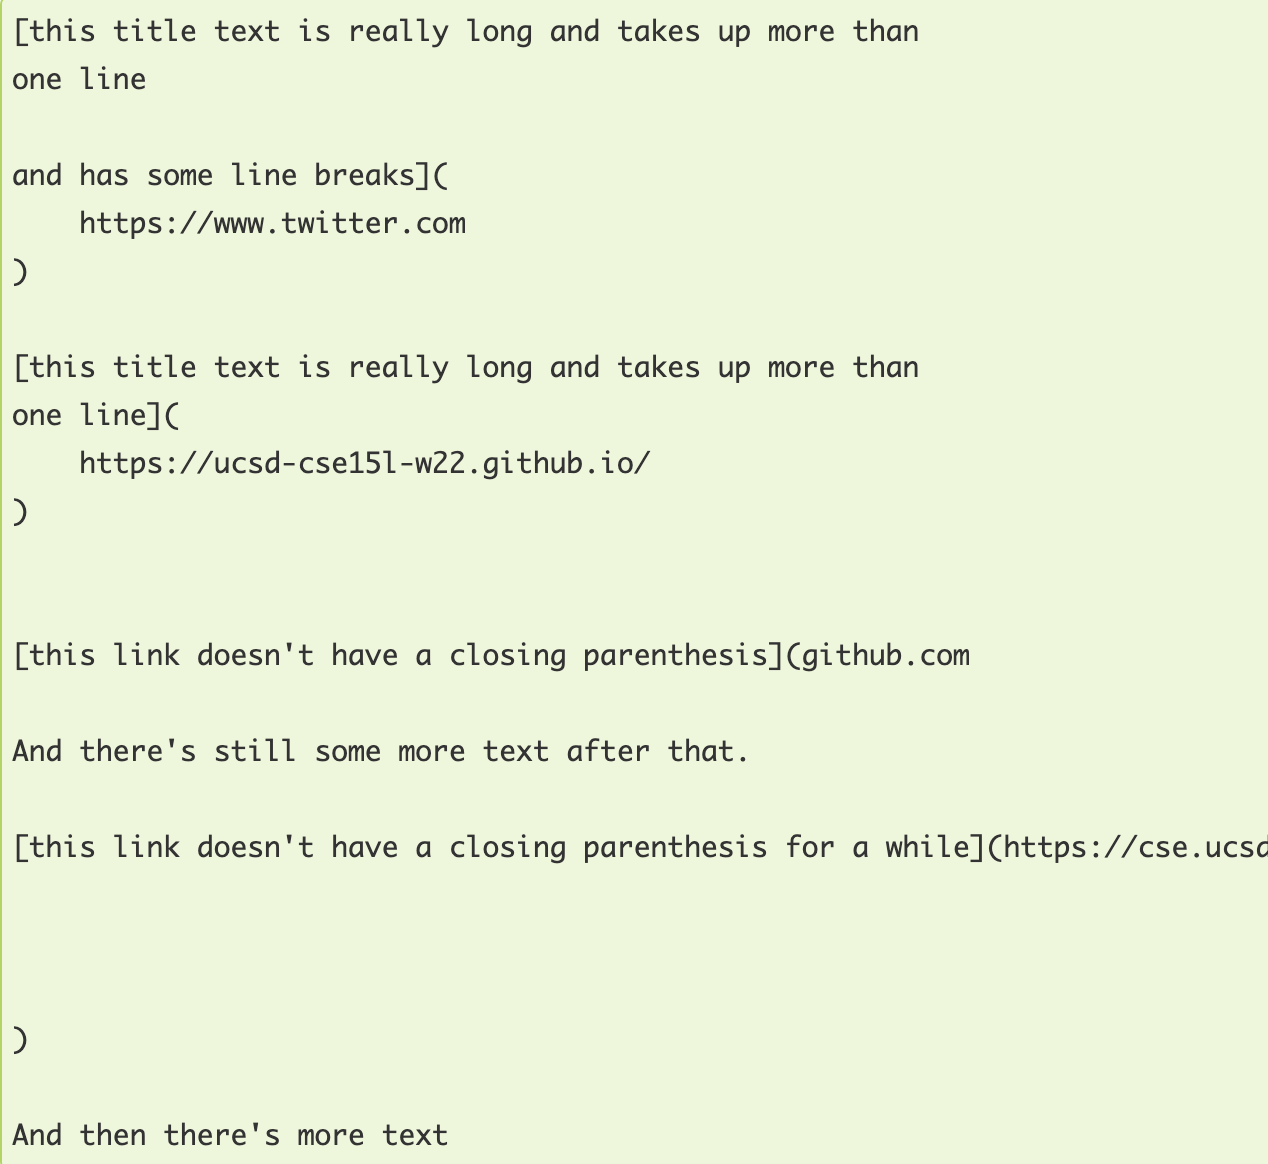 [this title text is really long and takes up more than
one line
and has some line breaks](
https://www.twitter.com
)
[this title text is really long and takes up more than
one line](
https://ucsd-cse15l-w22.github.io/
)
[this link doesn't have a closing parenthesis](github.com
And there's still some more text after that.
[this link doesn't have a closing parenthesis for a while](https://cse.ucsd
)
And then there's more text